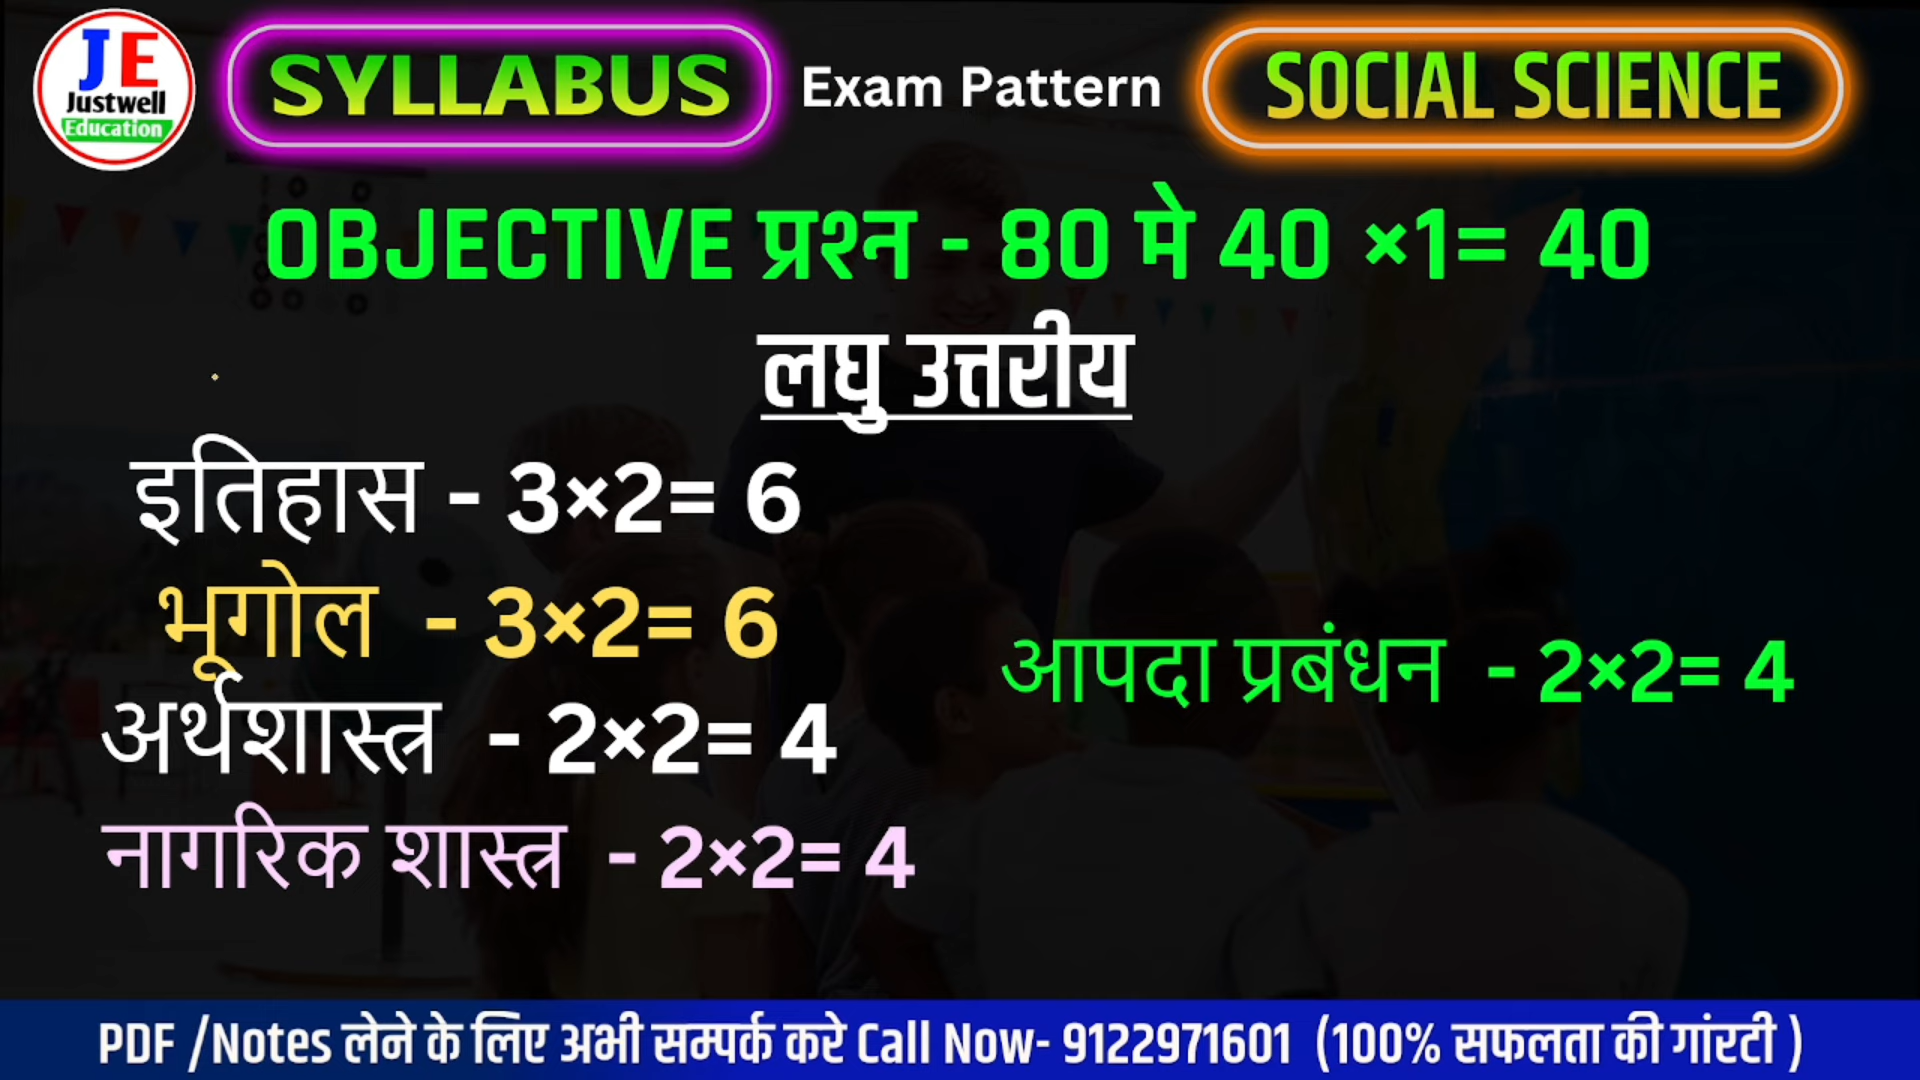 JE
Justwell
Education
SYLLABUS Exam Pattern SOCIAL SCIENCE
OBJECTIVE प्रश्न - 80 मे 40 ×1= 40
लघु उत्तरीय
इतिहास - 3×2= 6
भूगोल - 3×2= 6
अर्थशास्त्र - 2×2= 4
नागरिक शास्त्र - 2×2= 4
आपदा प्रबंधन - 2×2= 4
PDF /Notes लेने के लिए अभी सम्पर्क करे Call Now- 9122971601 (100% सफलता की गांरटी )